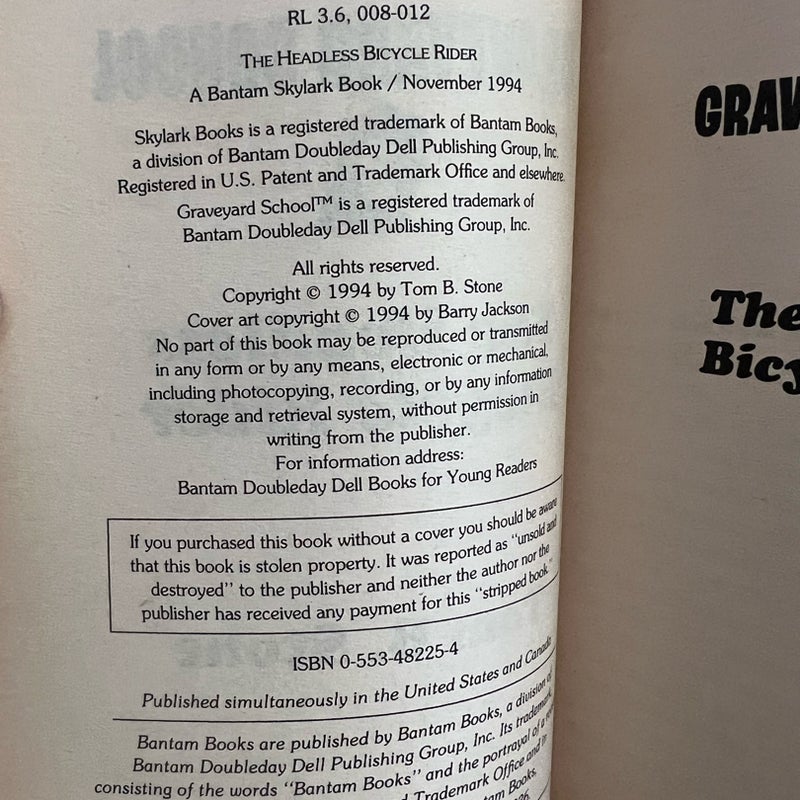 RL 3.6, 008-012
THE HEADLESS BICYCLE RIDER
A Bantam Skylark Book / November 1994
Skylark Books is a registered trademark of Bantam Books,
a division of Bantam Doubleday Dell Publishing Group, Inc.
Registered in U.S. Patent and Trademark Office and elsewhere.
Graveyard School™ is a registered trademark of
Bantam Doubleday Dell Publishing Group, Inc.
All rights reserved.
Copyright © 1994 by Tom B. Stone
Cover art copyright © 1994 by Barry Jackson
No part of this book may be reproduced or transmitted
in any form or by any means, electronic or mechanical,
including photocopying, recording, or by any information
storage and retrieval system, without permission in
writing from the publisher.
For information address:
Bantam Doubleday Dell Books for Young Readers
If you purchased this book without a cover you should be aware
that this book is stolen property. It was reported as "unsold and
destroyed" to the publisher and neither the author nor the
publisher has received any payment for this "stripped book."
ISBN 0-553-48225-4
Published simultaneously in the United States and Canada
Bantam Books are published by Bantam Books, a division of
Bantam Doubleday Dell Publishing Group, Inc. Its trademark,
consisting of the words "Bantam Books" and the portrayal of a
Trademark Office and in
Books.
GRAV
The
Bicy